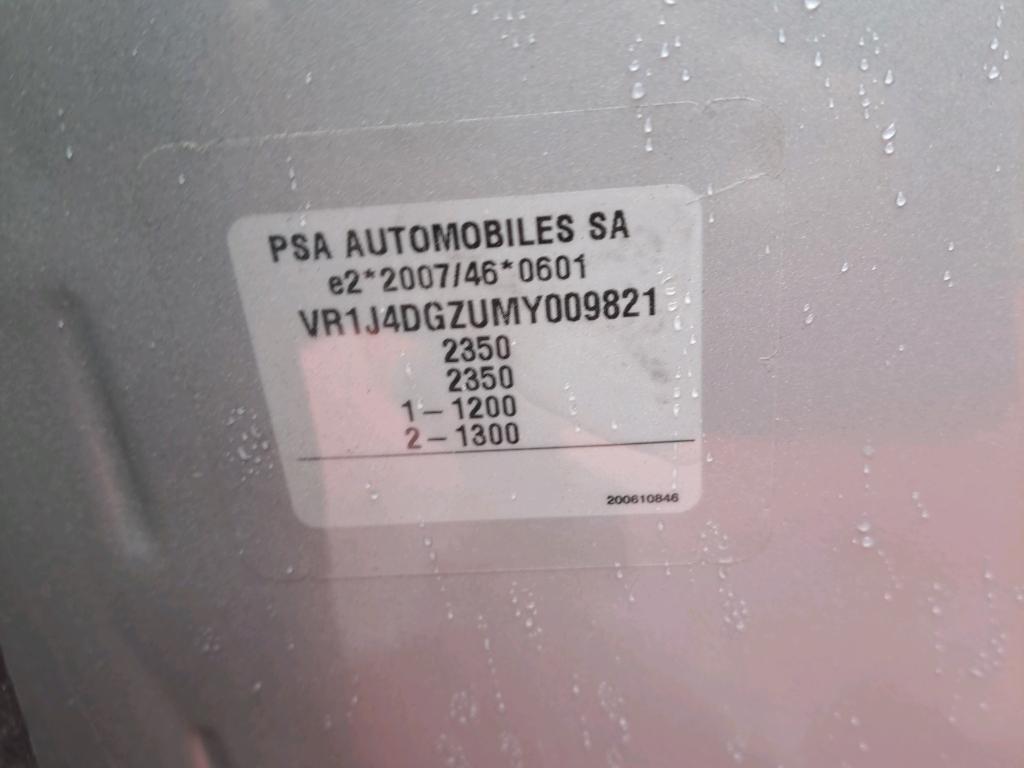 PSA AUTOMOBILES SA
e2*2007/46*0601
VR1J4DGZUMY009821
2350
2350
1-1200
2-1300
200610846